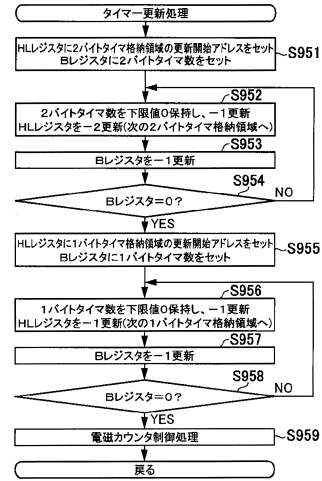 タイマー更新処理
HLレジスタに2バイトタイマ格納領域の更新開始アドレスをセット
Bレジスタに2バイトタイマ数をセット
S951
S952
2バイトタイマ数を下限値0保持し、-1更新
HLレジスタを-2更新(次の2バイトタイマ格納領域へ)
S953
Bレジスタを-1更新
S954
Bレジスタ=0?
NO
YES
HLレジスタに1バイトタイマ格納領域の更新開始アドレスをセット
Bレジスタに1バイトタイマ数をセット
S955
S956
1バイトタイマ数を下限値0保持し、-1更新
HLレジスタを-1更新(次の1バイトタイマ格納領域へ)
S957
Bレジスタを-1更新
S958
Bレジスタ=0?
NO
YES
電磁カウンタ制御処理
S959
戻る